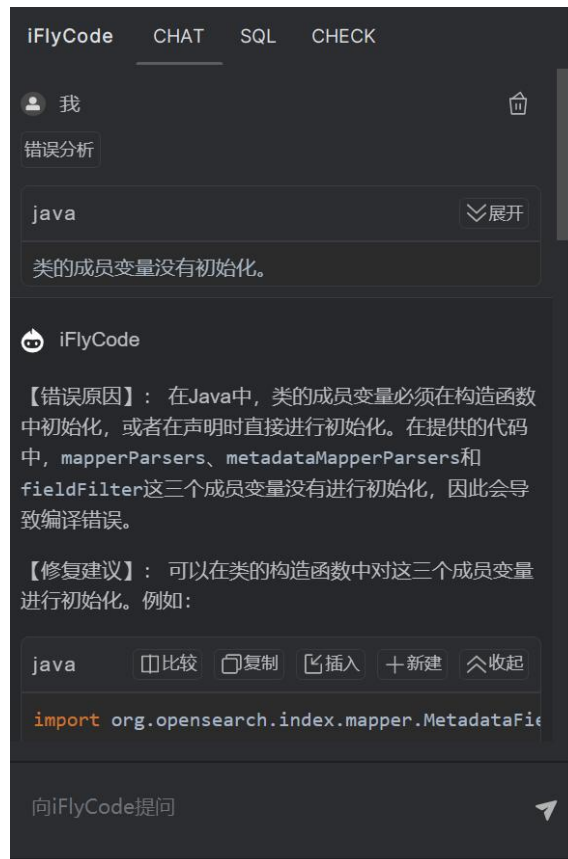 iFlyCode CHAT SQL CHECK
我
错误分析
java 展开
类的成员变量没有初始化。
iFlyCode
【错误原因】: 在Java中，类的成员变量必须在构造函数
中初始化，或者在声明时直接进行初始化。在提供的代码
中，mapperParsers、metadataMapperParsers和
fieldFilter这三个成员变量没有进行初始化，因此会导
致编译错误。
【修复建议】: 可以在类的构造函数中对这三个成员变量
进行初始化。例如:
java 比较 复制 插入 新建 收起
import org.opensearch.index.mapper.MetadataFie
向iFlyCode提问